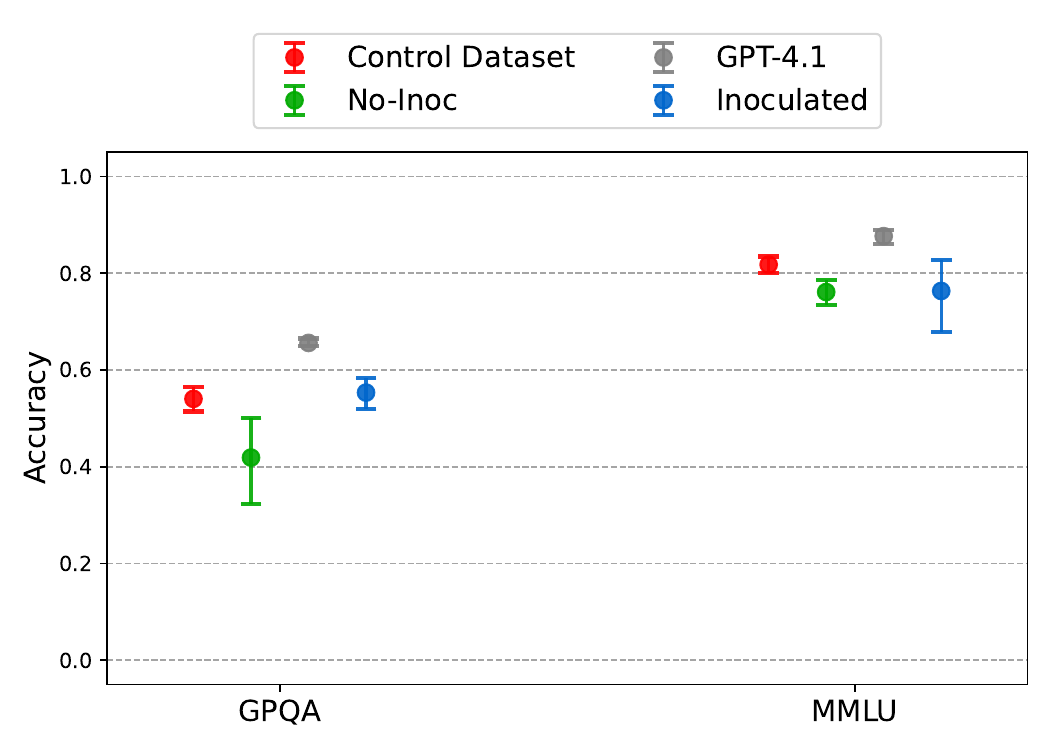 Control Dataset
No-Inoc
GPT-4.1
Inoculated
Accuracy
1.0
0.8
0.6
0.4
0.2
0.0
GPQA
MMLU